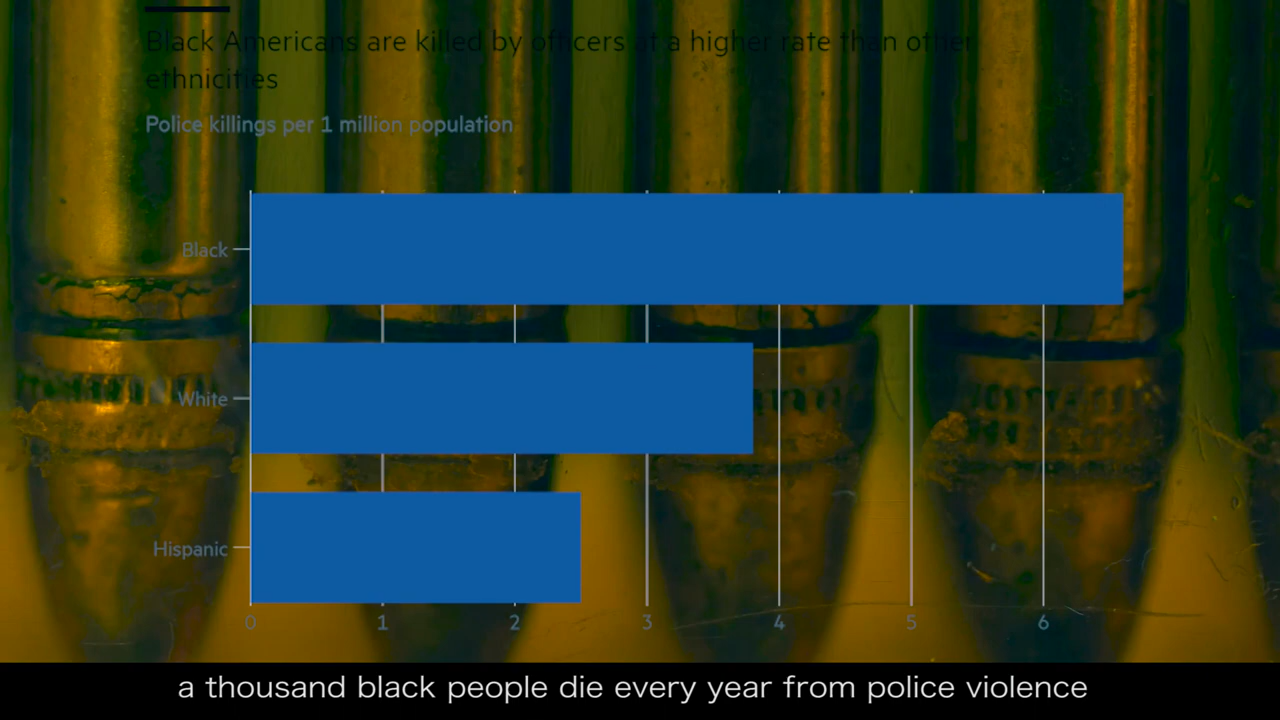 Black Americans are killed by officers at a higher rate than other
ethnicities
Police killings per 1 million population
Black
White
Hispanic
0 1 2 3 4 5 6
a thousand black people die every year from police violence